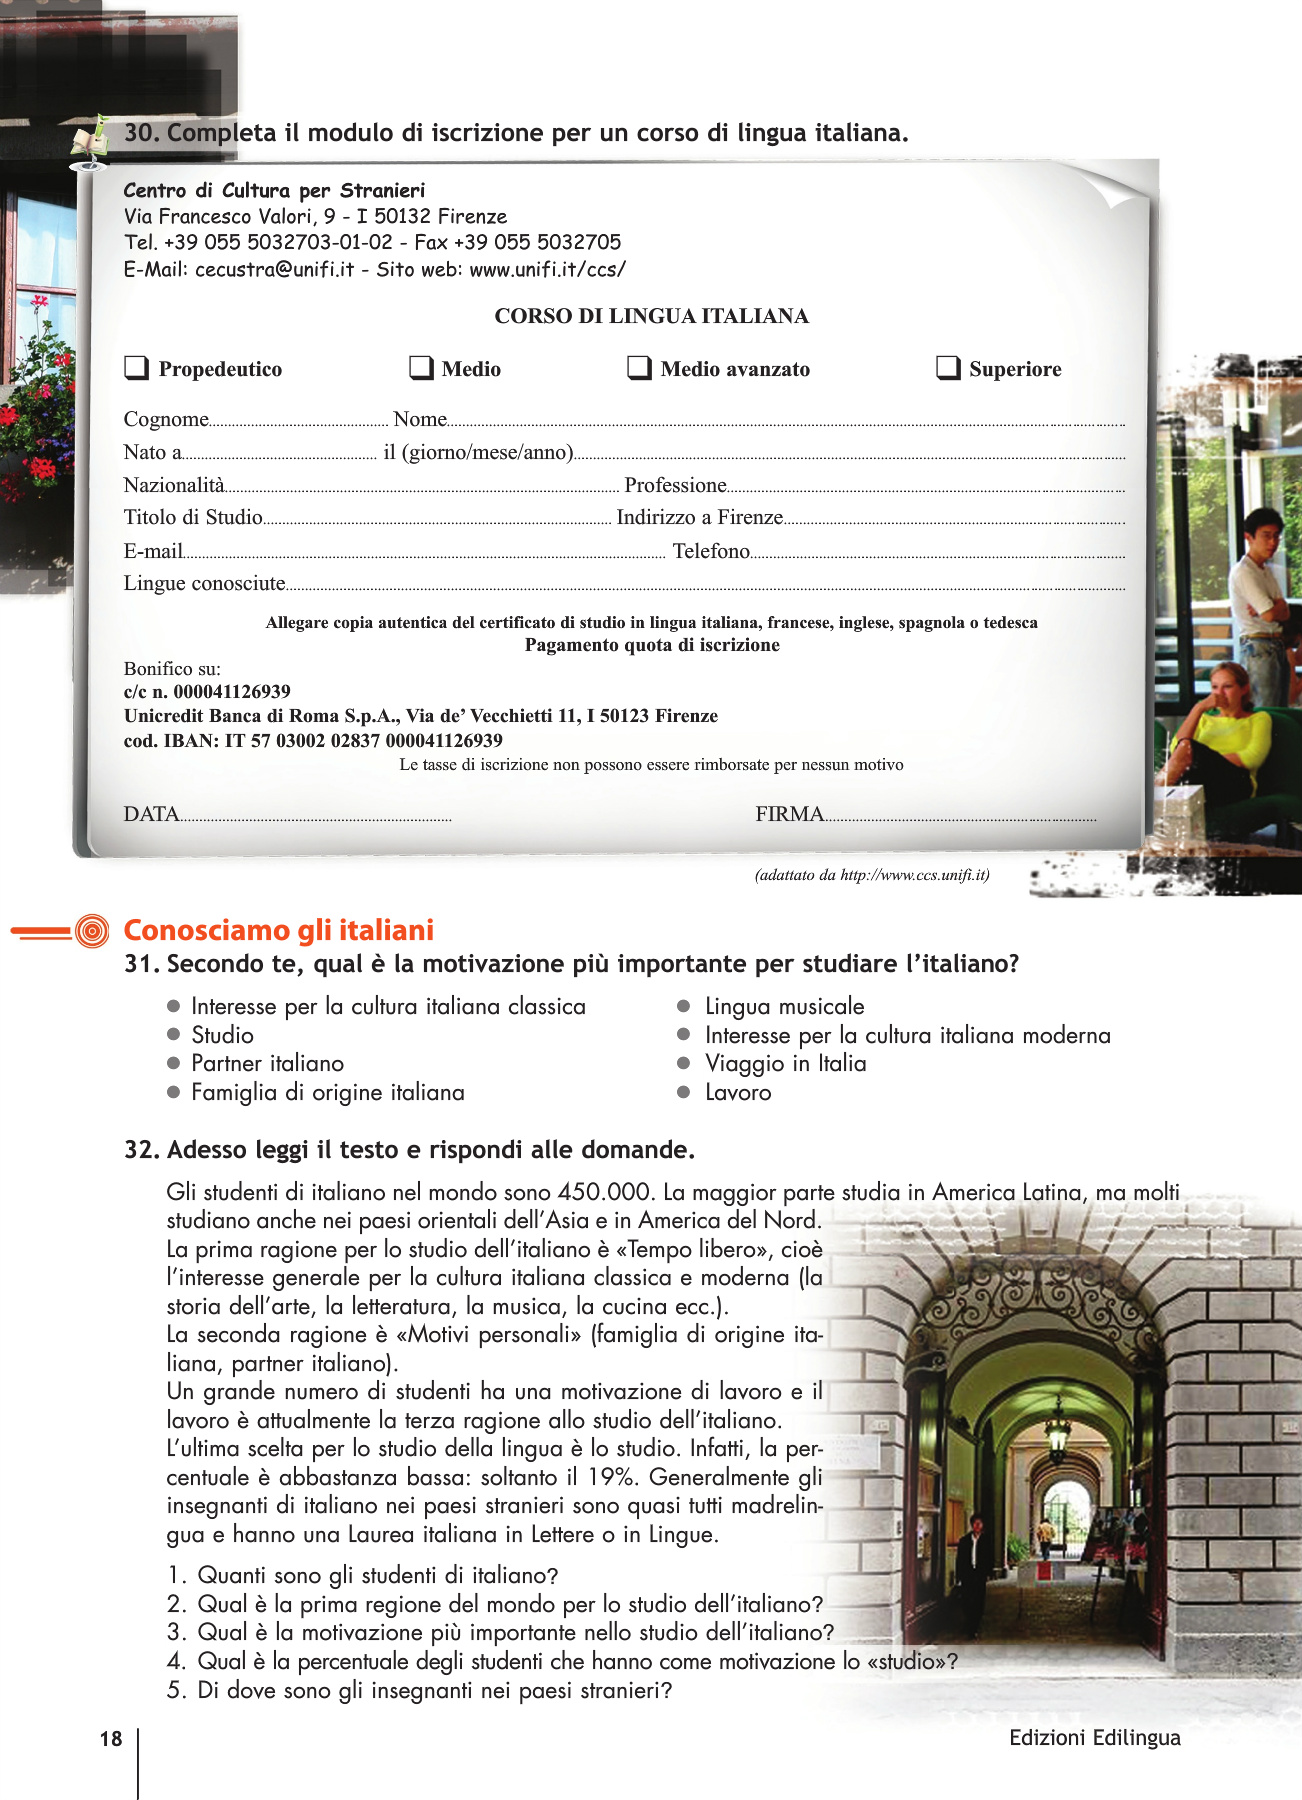 30. Completa il modulo di iscrizione per un corso di lingua italiana.
Centro di Cultura per Stranieri
Via Francesco Valori, 9 - I 50132 Firenze
Tel. +39 055 5032703-01-02 - Fax +39 055 5032705
E-Mail: cecustra@unifi.it - Sito web: www.unifi.it/ccs/
CORSO DI LINGUA ITALIANA
❑ Propedeutico ❑ Medio ❑ Medio avanzato ❑ Superiore
Cognome.............................. Nome..............................
Nato a.............................. il (giorno/mese/anno)..............................
Nazionalità.............................. Professione..............................
Titolo di Studio.............................. Indirizzo a Firenze..............................
E-mail.............................. Telefono..............................
Lingue conosciute..............................
Allegare copia autentica del certificato di studio in lingua italiana, francese, inglese, spagnola o tedesca
Pagamento quota di iscrizione
Bonifico su:
c/c n. 000041126939
Unicredit Banca di Roma S.p.A., Via de’ Vecchietti 11, I 50123 Firenze
cod. IBAN: IT 57 03002 02837 000041126939
Le tasse di iscrizione non possono essere rimborsate per nessun motivo
DATA.............................. FIRMA..............................
(adattato da http://www.ccs.unifi.it)
Conosciamo gli italiani
31. Secondo te, qual è la motivazione più importante per studiare l’italiano?
● Interesse per la cultura italiana classica
● Studio
● Partner italiano
● Famiglia di origine italiana
● Lingua musicale
● Interesse per la cultura italiana moderna
● Viaggio in Italia
● Lavoro
32. Adesso leggi il testo e rispondi alle domande.
Gli studenti di italiano nel mondo sono 450.000. La maggior parte studia in America Latina, ma molti
studiano anche nei paesi orientali dell’Asia e in America del Nord.
La prima ragione per lo studio dell’italiano è «Tempo libero», cioè
l’interesse generale per la cultura italiana classica e moderna (la
storia dell’arte, la letteratura, la musica, la cucina ecc.).
La seconda ragione è «Motivi personali» (famiglia di origine ita-
liana, partner italiano).
Un grande numero di studenti ha una motivazione di lavoro e il
lavoro è attualmente la terza ragione allo studio dell’italiano.
L’ultima scelta per lo studio della lingua è lo studio. Infatti, la per-
centuale è abbastanza bassa: soltanto il 19%. Generalmente gli
insegnanti di italiano nei paesi stranieri sono quasi tutti madrelin-
gua e hanno una Laurea italiana in Lettere o in Lingue.
1. Quanti sono gli studenti di italiano?
2. Qual è la prima regione del mondo per lo studio dell’italiano?
3. Qual è la motivazione più importante nello studio dell’italiano?
4. Qual è la percentuale degli studenti che hanno come motivazione lo «studio»?
5. Di dove sono gli insegnanti nei paesi stranieri?
18
Edizioni Edilingua